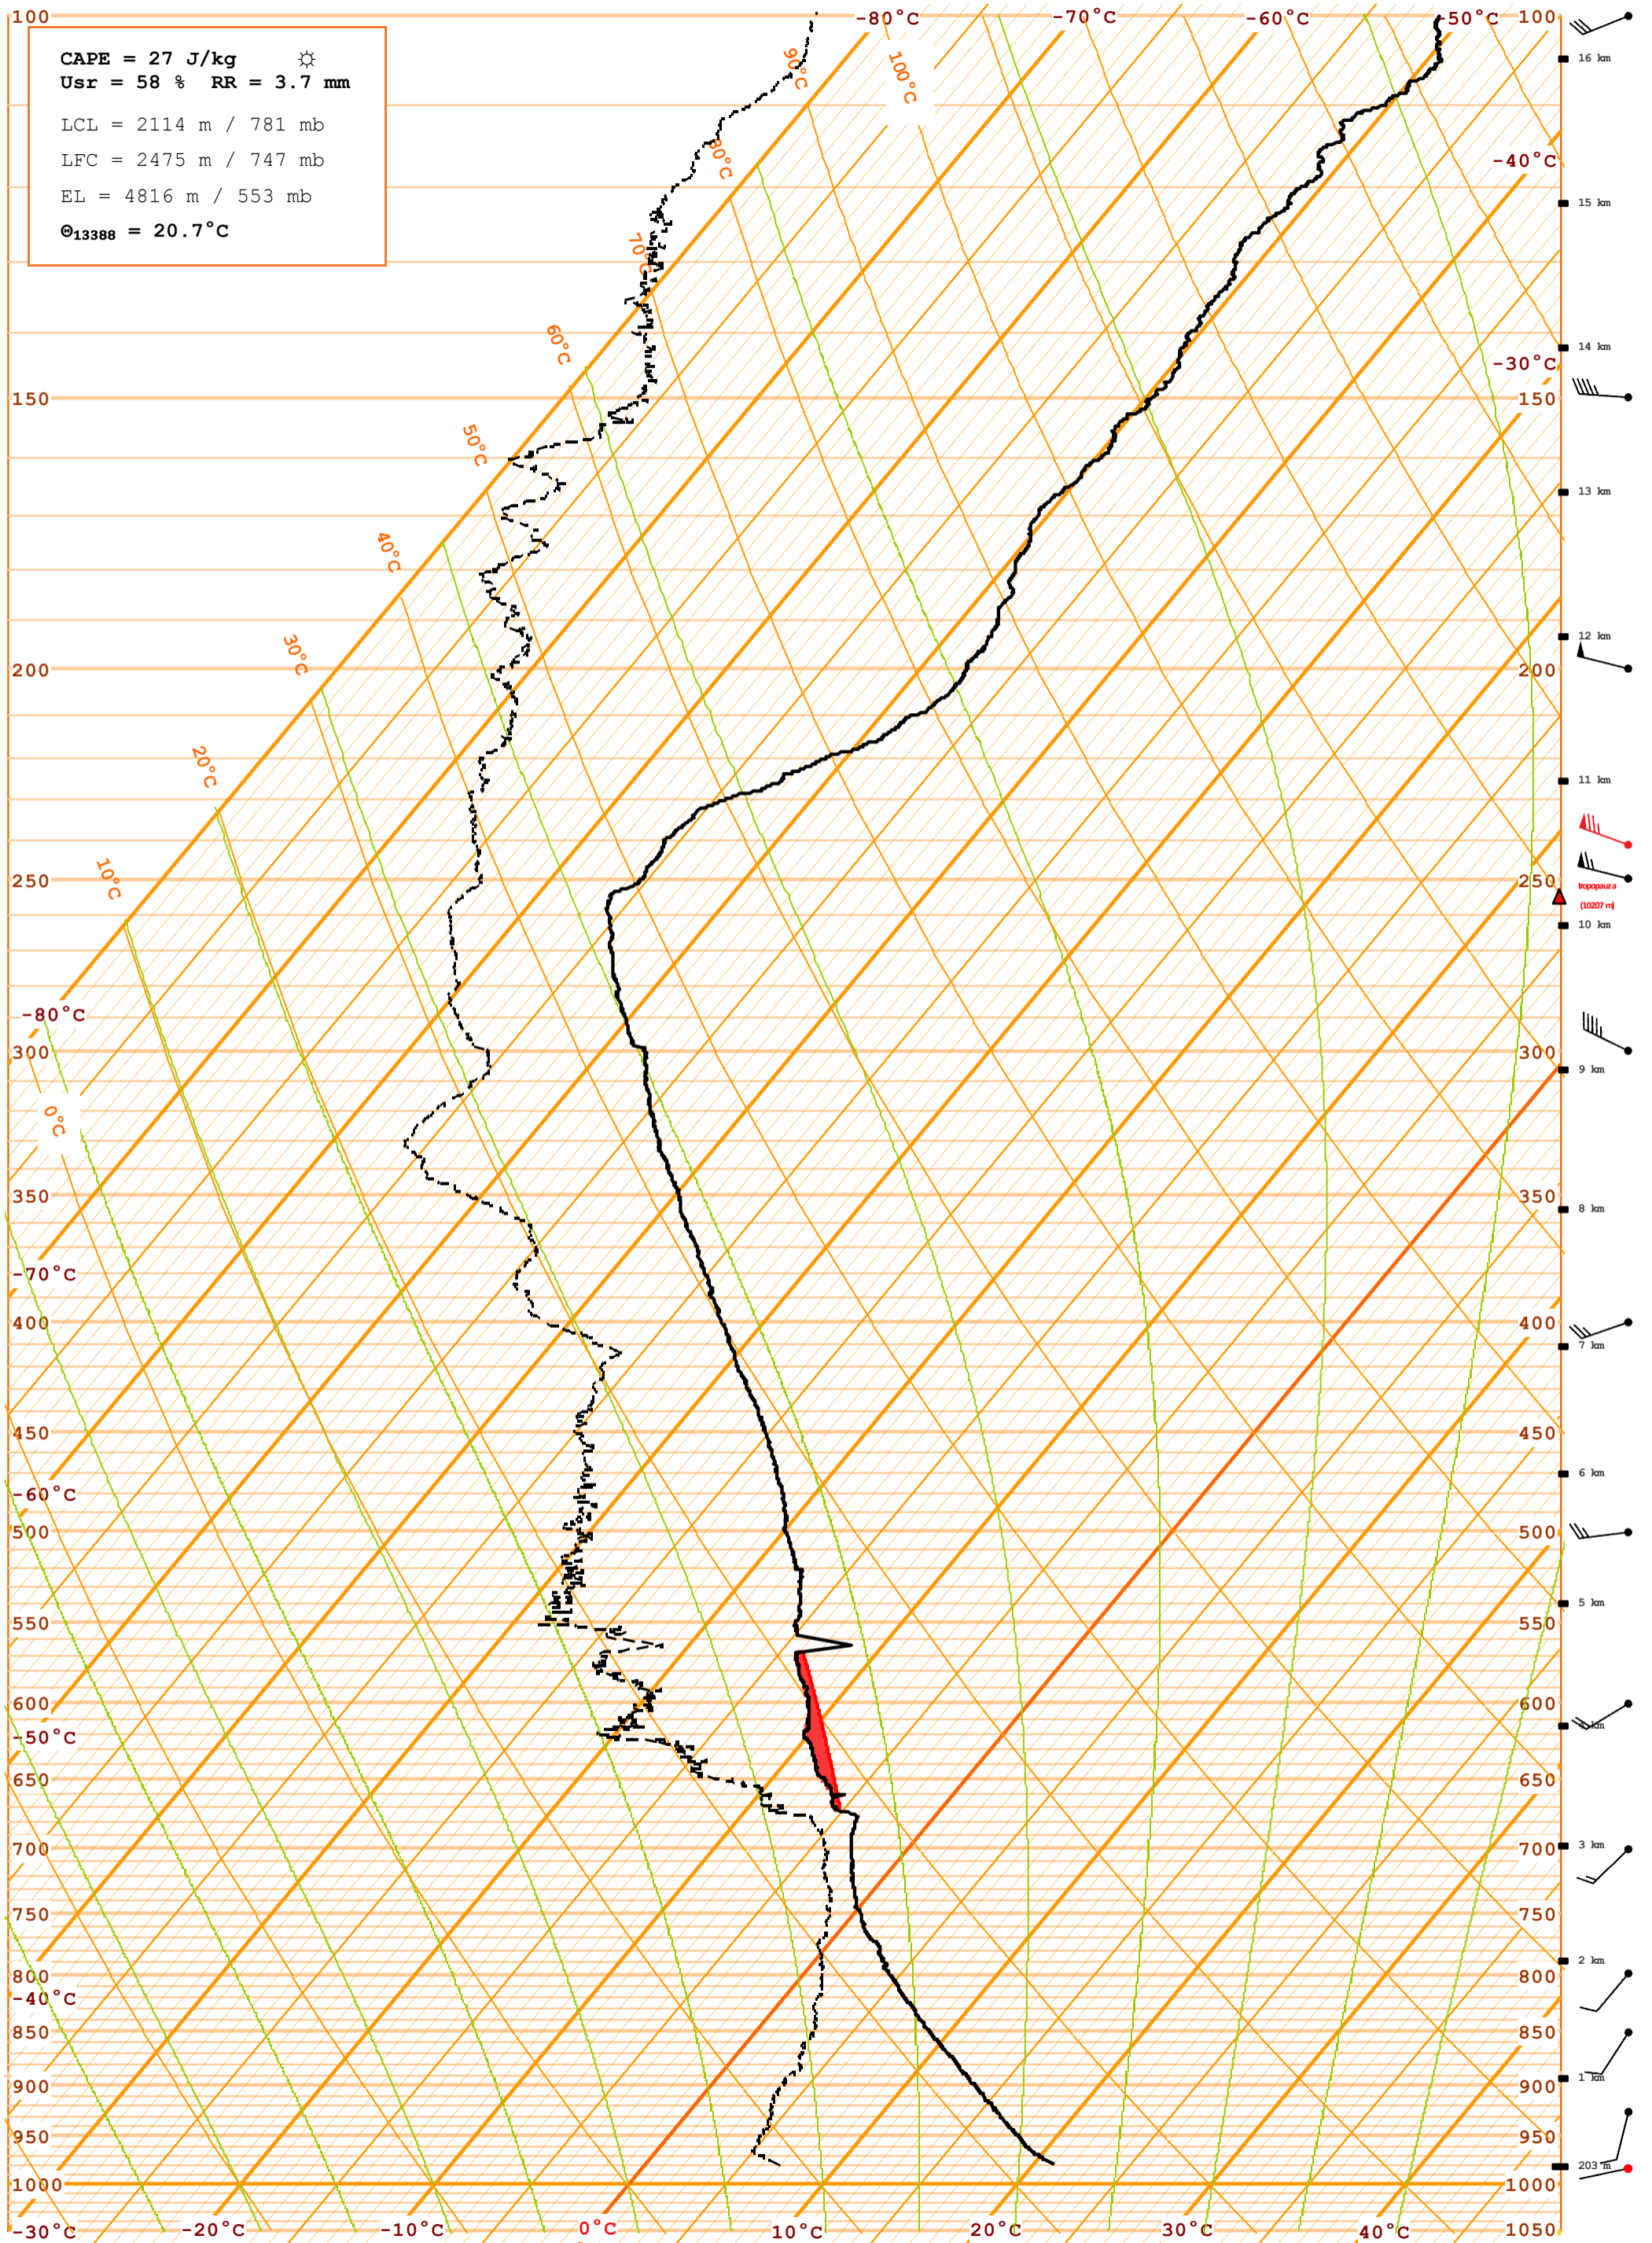 100 -80°C -70°C -60°C -50°C 100
CAPE = 27 J/kg
Usr = 58 % RR = 3.7 mm
LCL = 2114 m / 781 mb
LFC = 2475 m / 747 mb
EL = 4816 m / 553 mb
Θ13388 = 20.7°C
16 km
90°C 100°C
80°C -40°C
15 km
70°C
60°C 14 km
-30°C
150 150
50°C
13 km
40°C
30°C 12 km
200 200
20°C 11 km
10°C 250 250
tropopauza
(10207 m)
10 km
-80°C
300 300
9 km
0°C
350 350
8 km
-70°C
400 400
7 km
450 450
6 km
-60°C
500 500
5 km
550 550
600 600
km
-50°C
650 650
700 700
3 km
750 750
2 km
800 800
-40°C
850 850
1 km
900 900
950 950
203 m
1000 1000
-30°C -20°C -10°C 0°C 10°C 20°C 30°C 40°C 1050